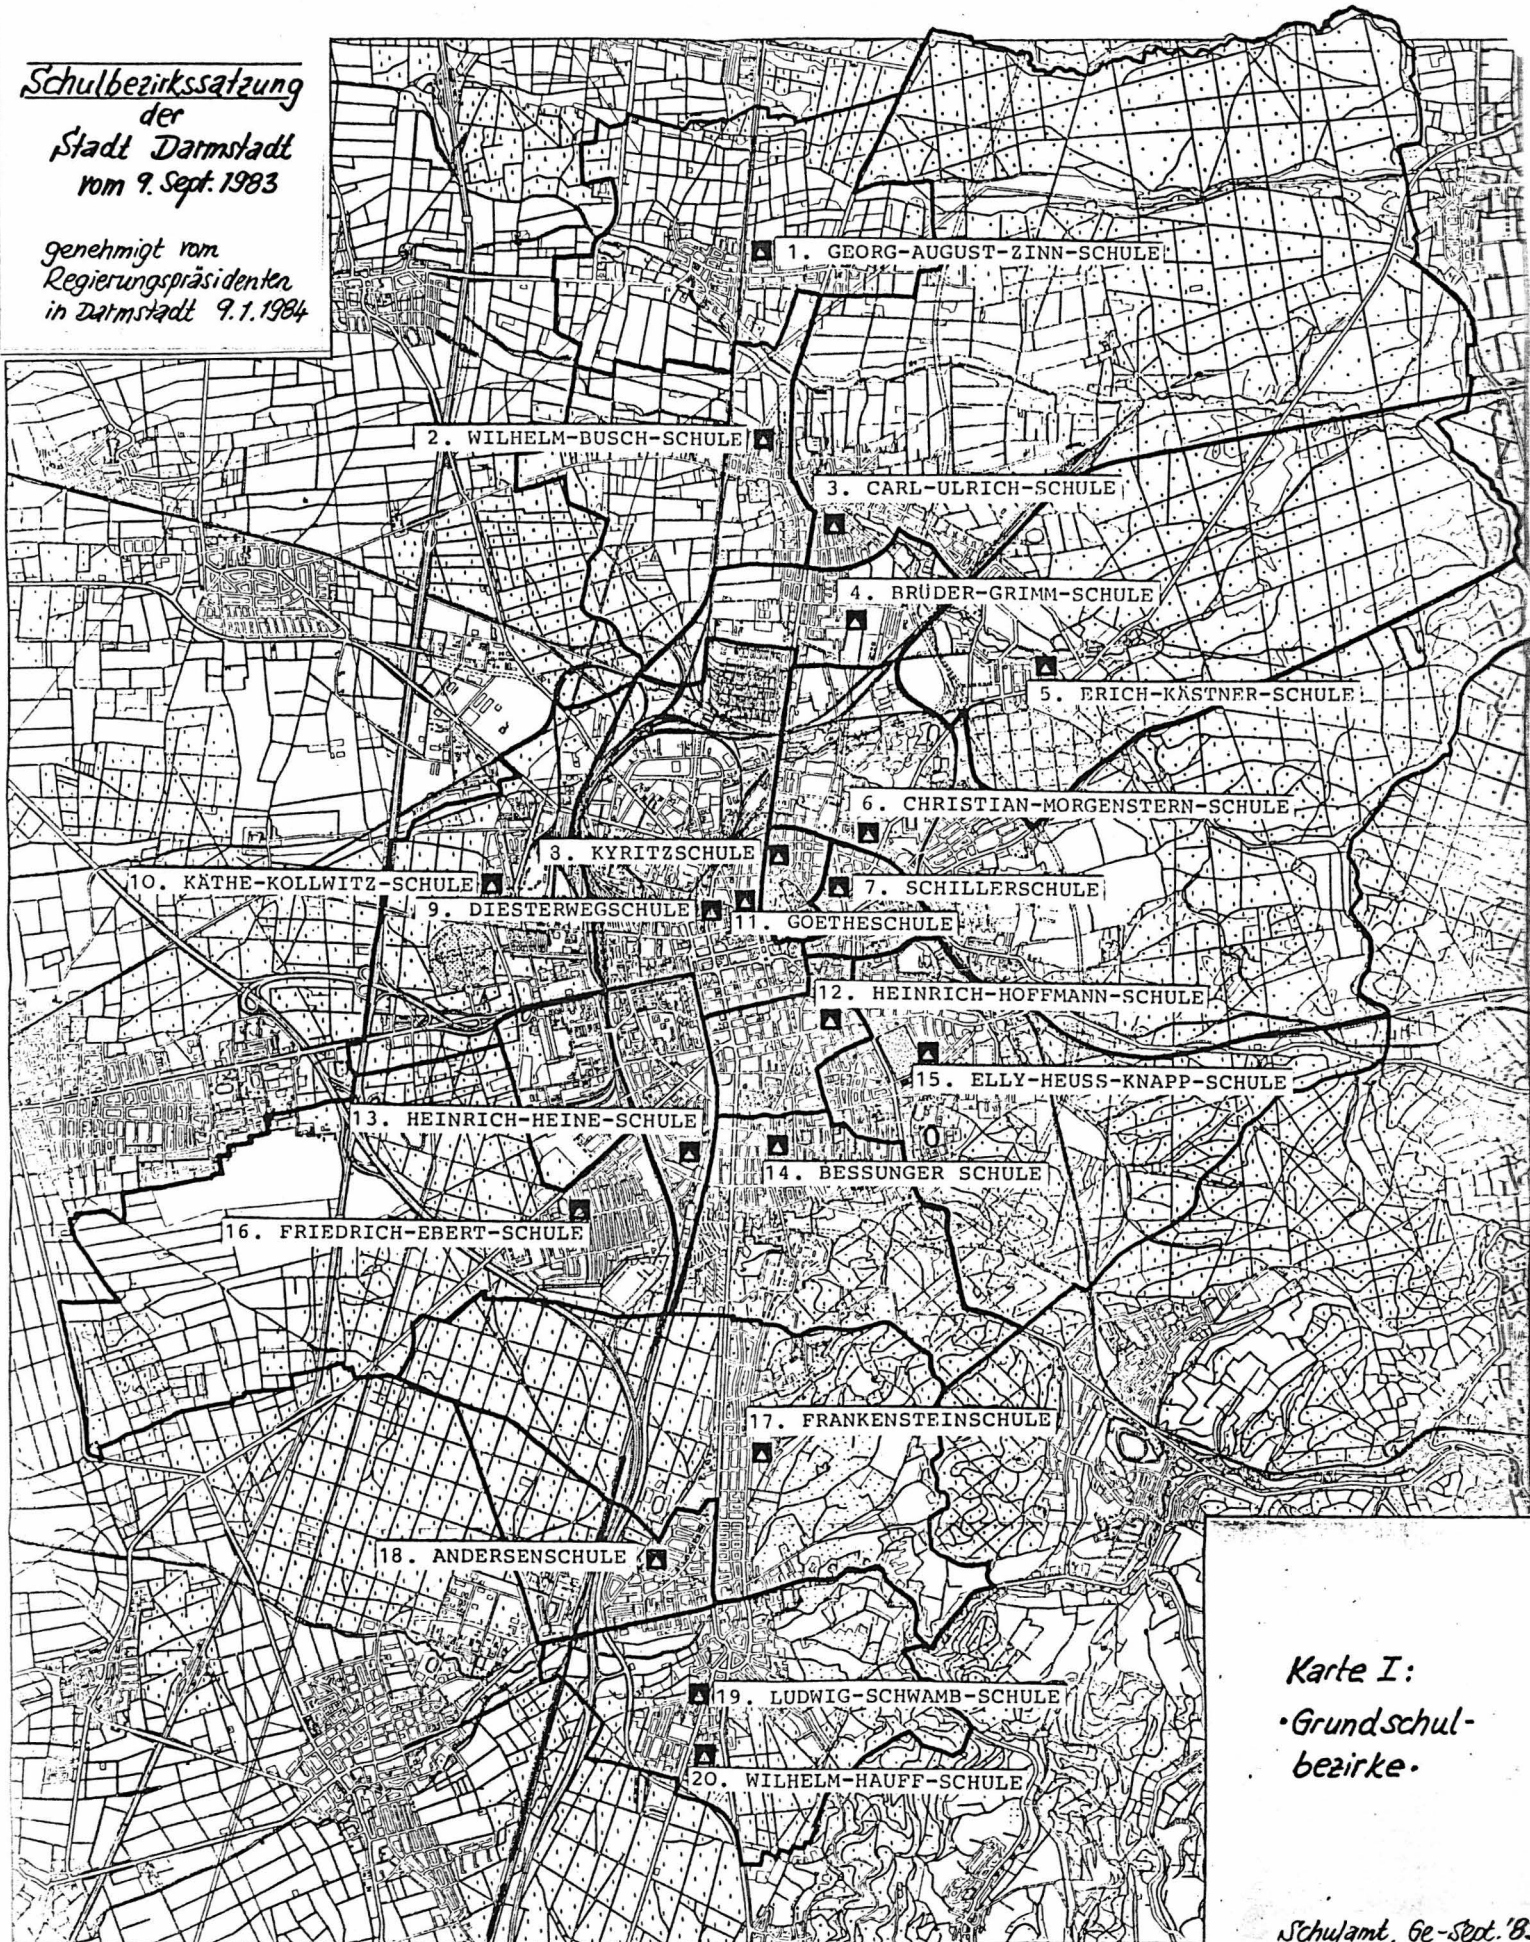 Schulbezirkssatzung
der
Stadt Darmstadt
vom 9. Sept. 1983
genehmigt vom
Regierungspräsidenten
in Darmstadt 9.1.1984
1. GEORG-AUGUST-ZINN-SCHULE
2. WILHELM-BUSCH-SCHULE
3. CARL-ULRICH-SCHULE
4. BRÜDER-GRIMM-SCHULE
5. ERICH-KÄSTNER-SCHULE
6. CHRISTIAN-MORGENSTERN-SCHULE
8. KYRITZSCHULE
10. KÄTHE-KOLLWITZ-SCHULE
7. SCHILLERSCHULE
9. DIESTERWEGSCHULE
11. GOETHESCHULE
12. HEINRICH-HOFFMANN-SCHULE
15. ELLY-HEUSS-KNAPP-SCHULE
13. HEINRICH-HEINE-SCHULE
14. BESSUNGER SCHULE
16. FRIEDRICH-EBERT-SCHULE
17. FRANKENSTEINSCHULE
18. ANDERSENSCHULE
19. LUDWIG-SCHWAMB-SCHULE
20. WILHELM-HAUFF-SCHULE
Karte I:
•Grundschul-
bezirke•
Schulamt, Ge-Sept.